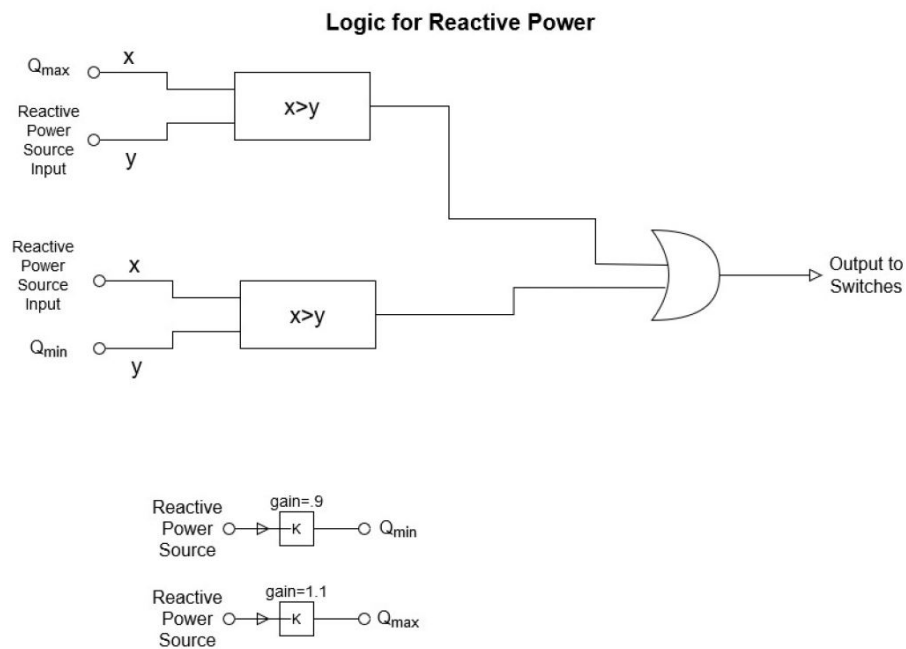 Logic for Reactive Power
Qmax
x
Reactive
Power
Source
Input
y
x>y
Reactive
Power
Source
Input
x
Qmin
y
x>y
Output to
Switches
Reactive
Power
Source
gain=.9
K
Qmin
Reactive
Power
Source
gain=1.1
K
Qmax